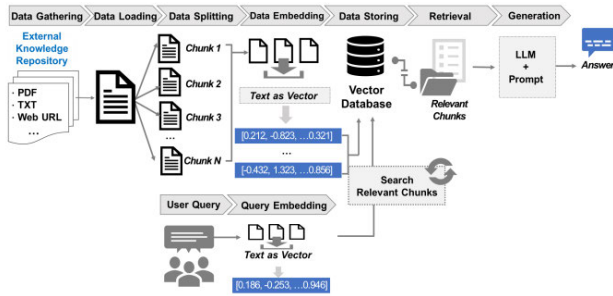 Data Gathering
Data Loading
Data Splitting
Data Embedding
Data Storing
Retrieval
Generation
External
Knowledge
Repository
· PDF
· TXT
· Web URL
...
Chunk 1
Chunk 2
Chunk 3
...
Chunk N
Text as Vector
[0.212, -0.823, ...0.321]
...
[-0.432, 1.323, ...0.856]
Vector
Database
Relevant
Chunks
LLM
+
Prompt
Answer
Search
Relevant Chunks
User Query
Query Embedding
Text as Vector
[0.186, -0.253, ...0.946]